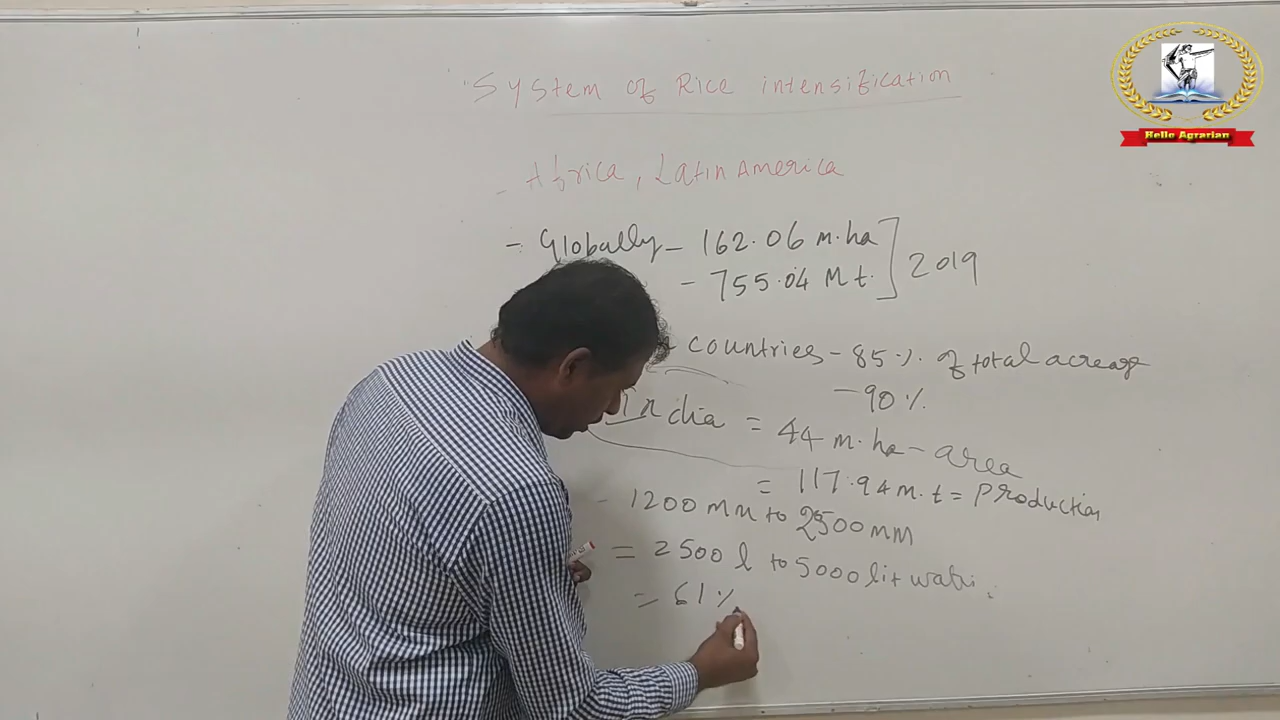 System of Rice intensification
- Africa, Latin America
- Globally - 162.06 m.ha
- 755.04 Mt. ] 2019
countries - 85% of total acreage
- 90%
India = 44 m.ha - area
= 117.94 m.t = Production
- 1200 mm to 2500 mm
= 2500 l to 5000 lit water
= 61%
Hello Agrarian